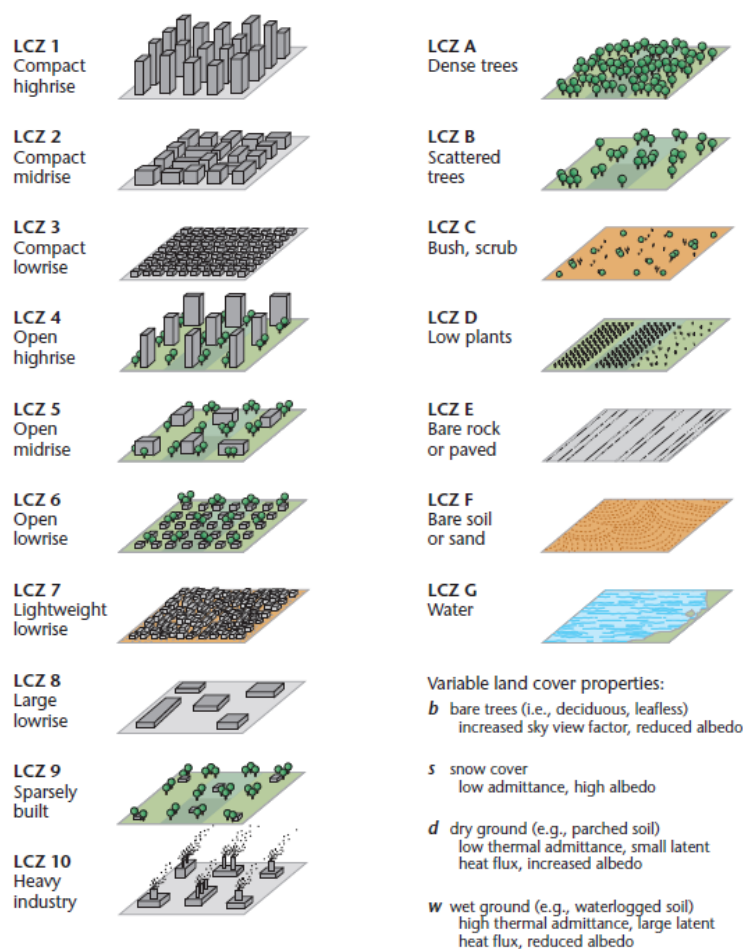 LCZ 1
Compact
highrise
LCZ 2
Compact
midrise
LCZ 3
Compact
lowrise
LCZ 4
Open
highrise
LCZ 5
Open
midrise
LCZ 6
Open
lowrise
LCZ 7
Lightweight
lowrise
LCZ 8
Large
lowrise
LCZ 9
Sparsely
built
LCZ 10
Heavy
industry
LCZ A
Dense trees
LCZ B
Scattered
trees
LCZ C
Bush, scrub
LCZ D
Low plants
LCZ E
Bare rock
or paved
LCZ F
Bare soil
or sand
LCZ G
Water
Variable land cover properties:
b bare trees (i.e., deciduous, leafless)
increased sky view factor, reduced albedo
s snow cover
low admittance, high albedo
d dry ground (e.g., parched soil)
low thermal admittance, small latent
heat flux, increased albedo
w wet ground (e.g., waterlogged soil)
high thermal admittance, large latent
heat flux, reduced albedo